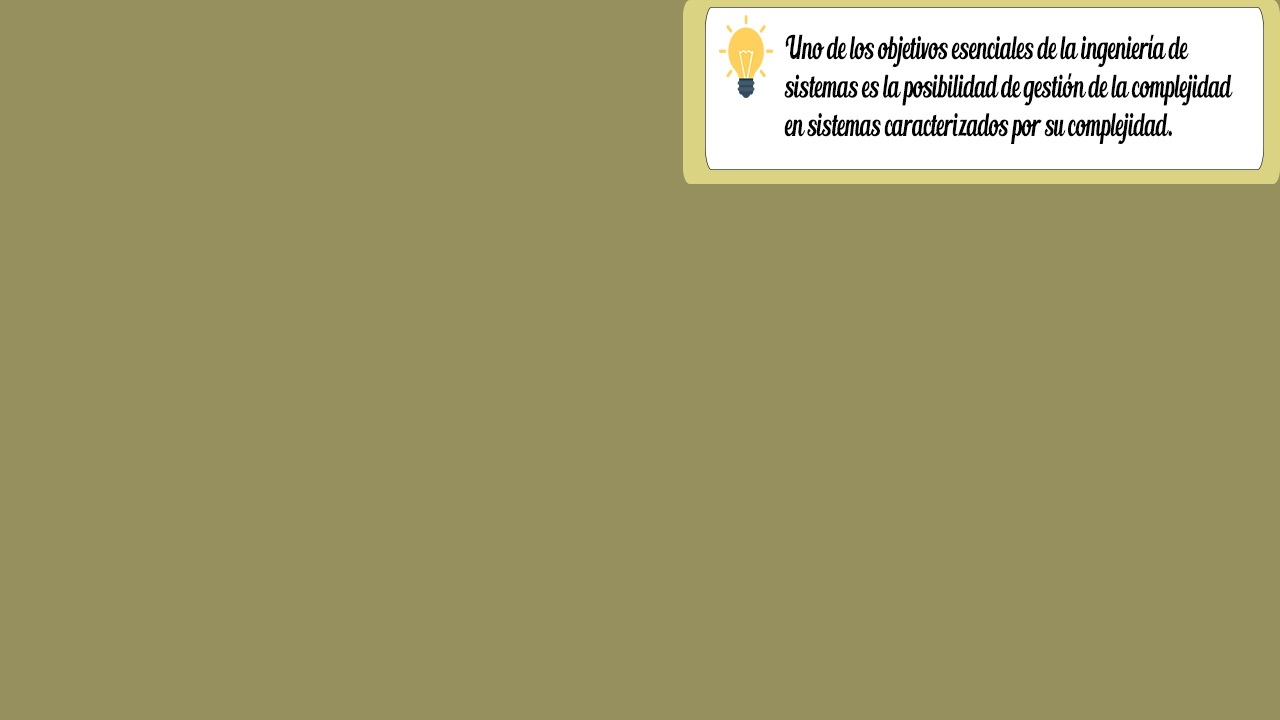 Uno de los objetivos esenciales de la ingeniería de
sistemas es la posibilidad de gestión de la complejidad
en sistemas caracterizados por su complejidad.